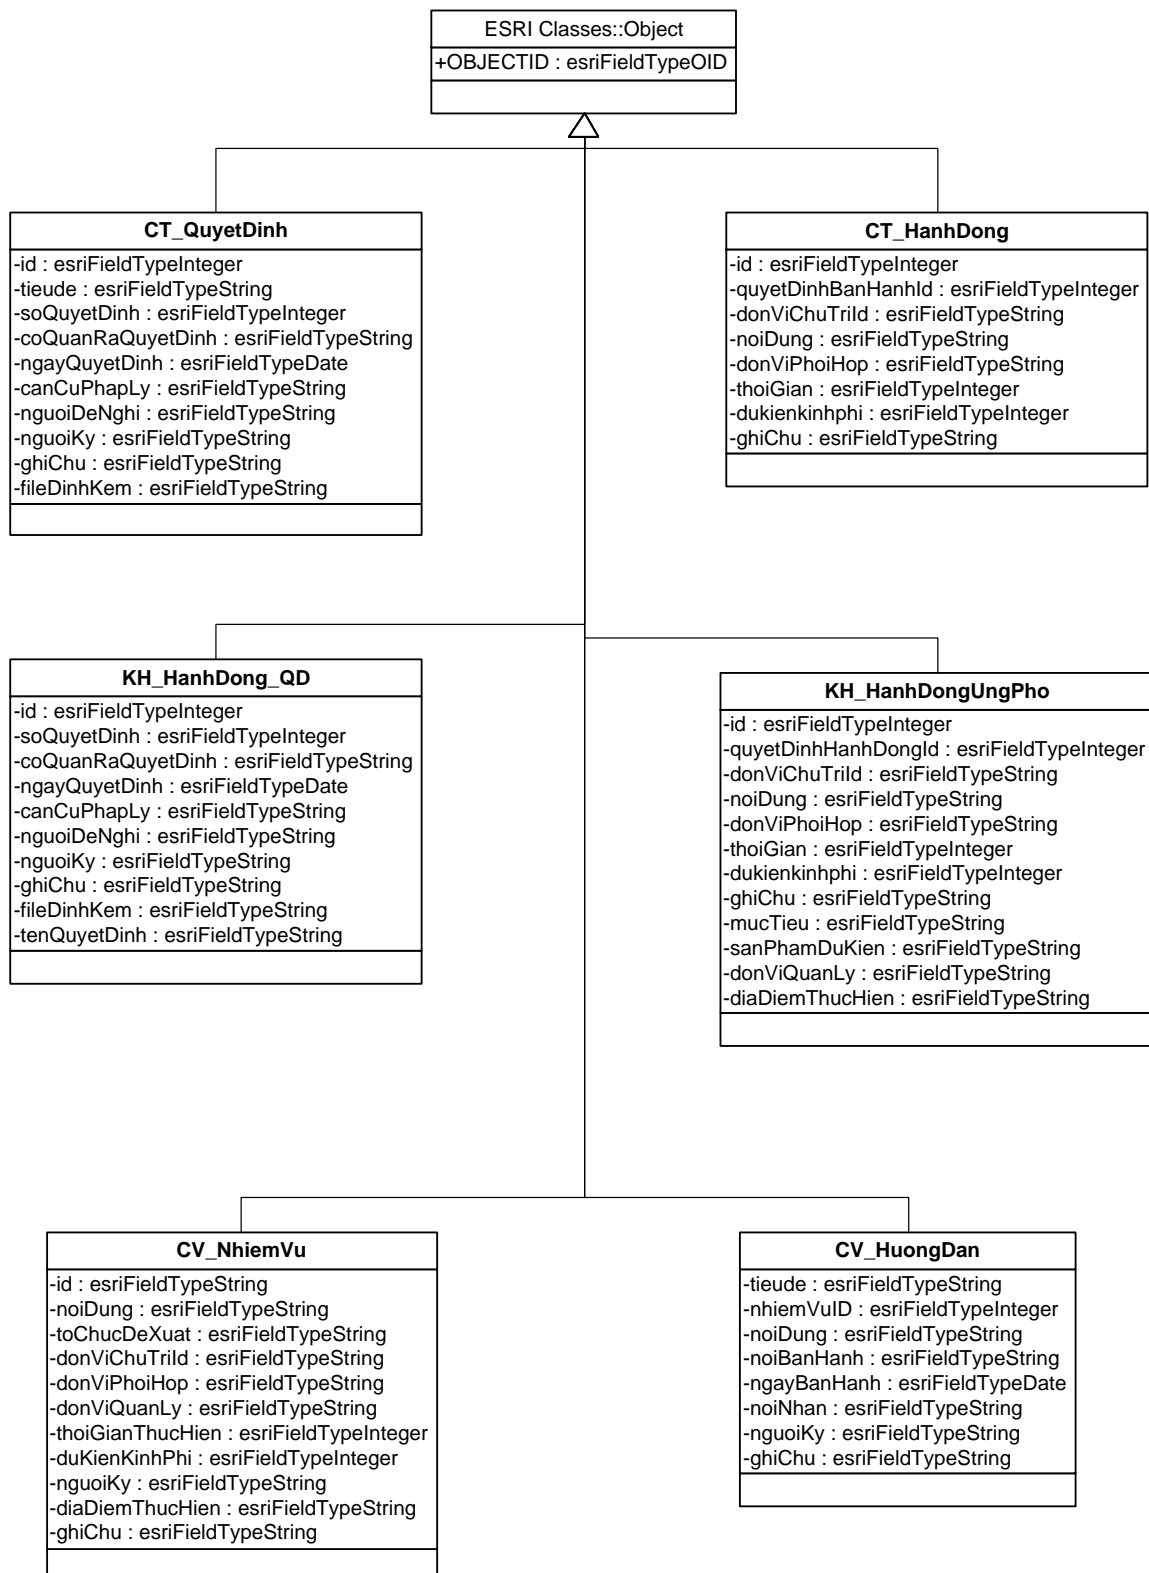 ESRI Classes::Object
+OBJECTID : esriFieldTypeOID
CT_QuyetDinh
-id : esriFieldTypeInteger
-tieude : esriFieldTypeString
-soQuyetDinh : esriFieldTypeInteger
-coQuanRaQuyetDinh : esriFieldTypeString
-ngayQuyetDinh : esriFieldTypeDate
-canCuPhapLy : esriFieldTypeString
-nguoiDeNghi : esriFieldTypeString
-nguoiKy : esriFieldTypeString
-ghiChu : esriFieldTypeString
-fileDinhKem : esriFieldTypeString
CT_HanhDong
-id : esriFieldTypeInteger
-quyetDinhBanHanhId : esriFieldTypeInteger
-donViChuTriId : esriFieldTypeString
-noiDung : esriFieldTypeString
-donViPhoiHop : esriFieldTypeString
-thoiGian : esriFieldTypeInteger
-dukienkinhphi : esriFieldTypeInteger
-ghiChu : esriFieldTypeString
KH_HanhDong_QD
-id : esriFieldTypeInteger
-soQuyetDinh : esriFieldTypeInteger
-coQuanRaQuyetDinh : esriFieldTypeString
-ngayQuyetDinh : esriFieldTypeDate
-canCuPhapLy : esriFieldTypeString
-nguoiDeNghi : esriFieldTypeString
-nguoiKy : esriFieldTypeString
-ghiChu : esriFieldTypeString
-fileDinhKem : esriFieldTypeString
-tenQuyetDinh : esriFieldTypeString
KH_HanhDongUngPho
-id : esriFieldTypeInteger
-quyetDinhHanhDongId : esriFieldTypeInteger
-donViChuTriId : esriFieldTypeString
-noiDung : esriFieldTypeString
-donViPhoiHop : esriFieldTypeString
-thoiGian : esriFieldTypeInteger
-dukienkinhphi : esriFieldTypeInteger
-ghiChu : esriFieldTypeString
-mucTieu : esriFieldTypeString
-sanPhamDuKien : esriFieldTypeString
-donViQuanLy : esriFieldTypeString
-diaDiemThucHien : esriFieldTypeString
CV_NhiemVu
-id : esriFieldTypeString
-noiDung : esriFieldTypeString
-toChucDeXuat : esriFieldTypeString
-donViChuTriId : esriFieldTypeString
-donViPhoiHop : esriFieldTypeString
-donViQuanLy : esriFieldTypeString
-thoiGianThucHien : esriFieldTypeInteger
-duKienKinhPhi : esriFieldTypeInteger
-nguoiKy : esriFieldTypeString
-diaDiemThucHien : esriFieldTypeString
-ghiChu : esriFieldTypeString
CV_HuongDan
-tieude : esriFieldTypeString
-nhiemVuID : esriFieldTypeInteger
-noiDung : esriFieldTypeString
-noiBanHanh : esriFieldTypeString
-ngayBanHanh : esriFieldTypeDate
-noiNhan : esriFieldTypeString
-nguoiKy : esriFieldTypeString
-ghiChu : esriFieldTypeString